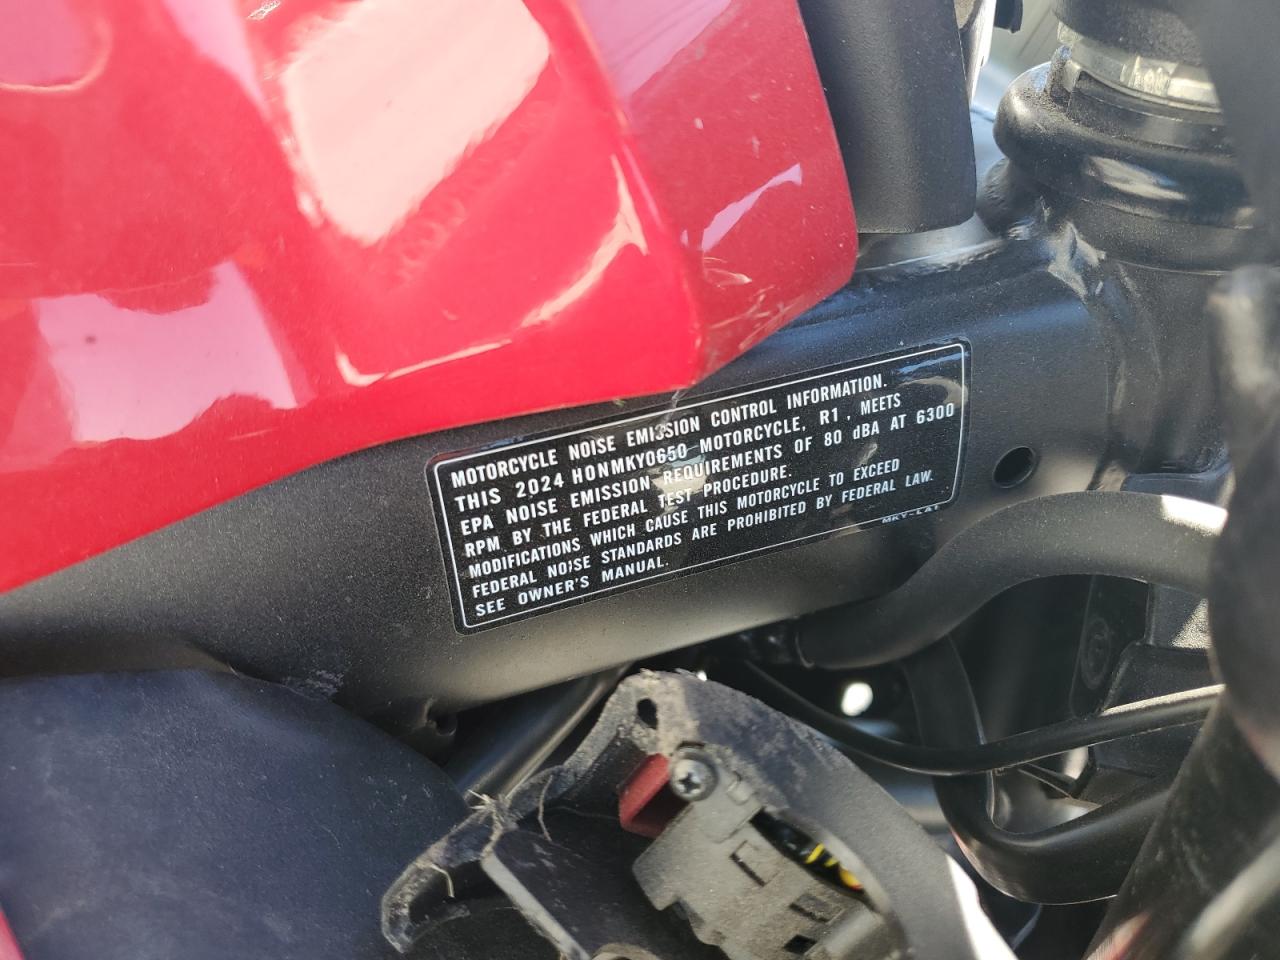 MOTORCYCLE NOISE EMISSION CONTROL INFORMATION.
THIS 2024 HONMKY0650 MOTORCYCLE, R1, MEETS
EPA NOISE EMISSION REQUIREMENTS OF 80 dBA AT 6300
RPM BY THE FEDERAL TEST PROCEDURE.
MODIFICATIONS WHICH CAUSE THIS MOTORCYCLE TO EXCEED
FEDERAL NOISE STANDARDS ARE PROHIBITED BY FEDERAL LAW.
SEE OWNER'S MANUAL.